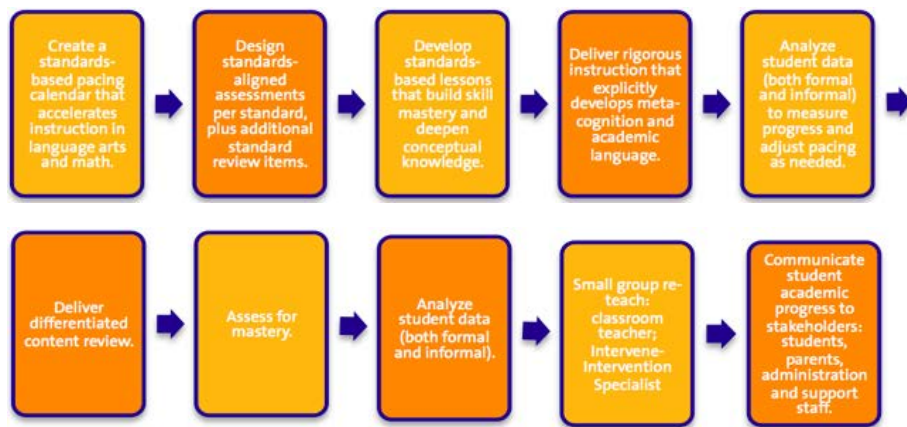 Create a
standards-
based pacing
calendar that
accelerates
instruction in
language arts
and math.
Design
standards-
aligned
assessments
per standard,
plus additional
standard
review items.
Develop
standards-
based lessons
that build skill
mastery and
deepen
conceptual
knowledge.
Deliver rigorous
instruction that
explicitly
develops meta-
cognition and
academic
language.
Analyze
student data
(both formal
and informal)
to measure
progress and
adjust pacing
as needed.
Deliver
differentiated
content review.
Assess for
mastery.
Analyze
student data
(both formal
and informal).
Small group re-
teach:
classroom
teacher;
Intervene-
Intervention
Specialist
Communicate
student
academic
progress to
stakeholders:
students,
parents,
administration
and support
staff.